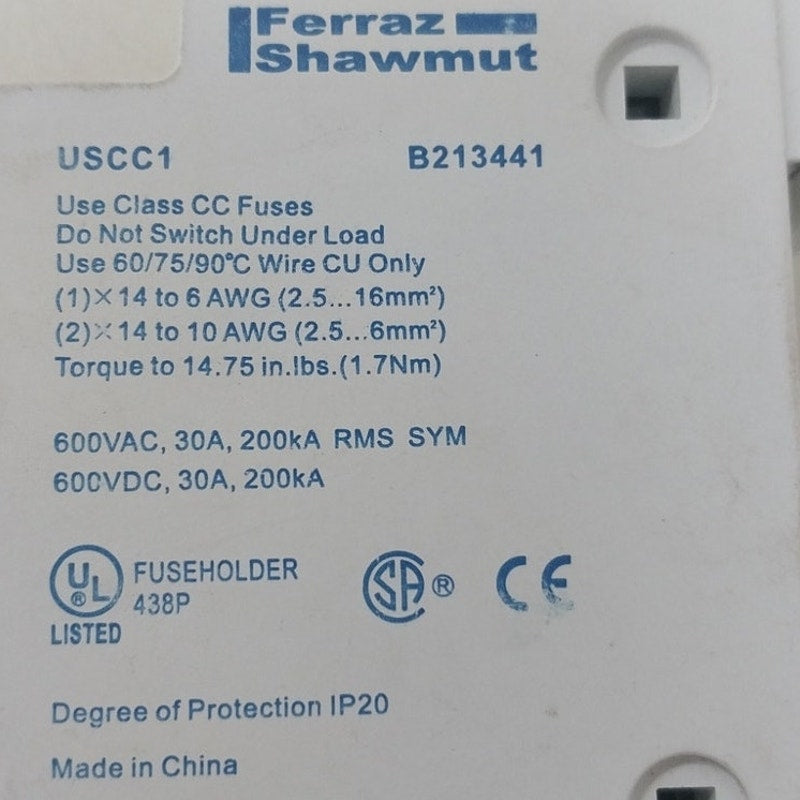 Ferraz
Shawmut
USCC1 B213441
Use Class CC Fuses
Do Not Switch Under Load
Use 60/75/90°C Wire CU Only
(1)×14 to 6 AWG (2.5...16mm²)
(2)×14 to 10 AWG (2.5...6mm²)
Torque to 14.75 in.lbs.(1.7Nm)
600VAC, 30A, 200kA RMS SYM
600VDC, 30A, 200kA
UL® FUSEHOLDER SA® CE
438P
LISTED
Degree of Protection IP20
Made in China